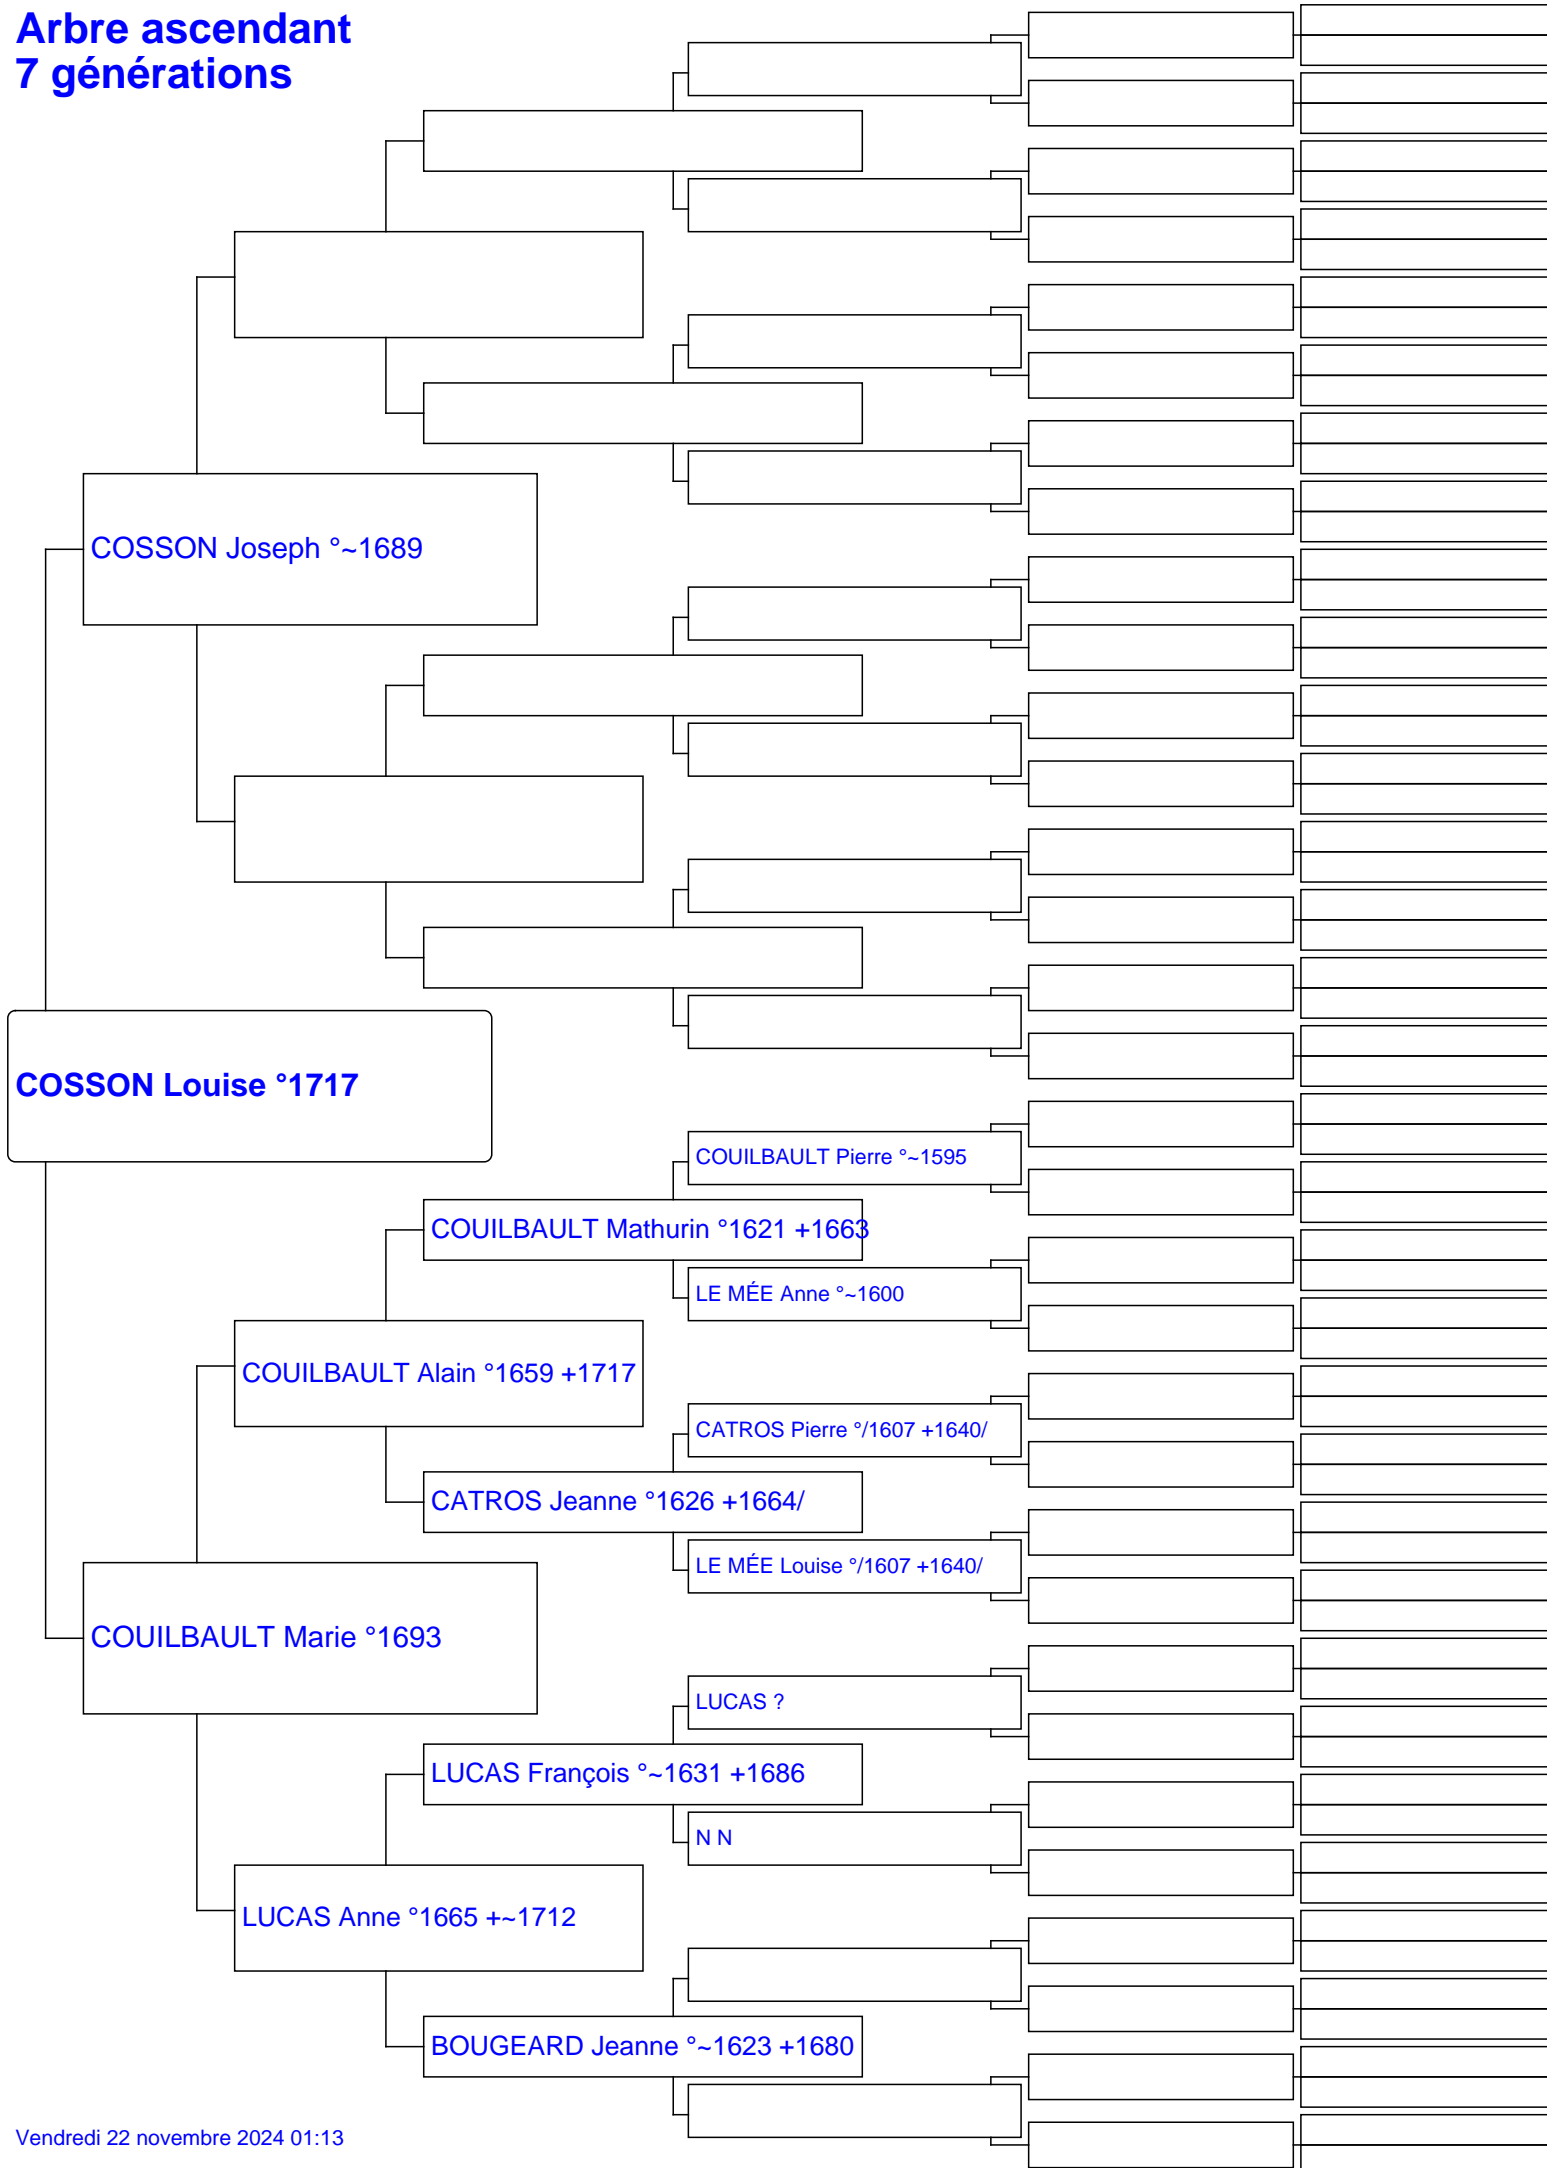 Arbre ascendant
7 générations
COSSON Joseph °~1689
COSSON Louise °1717
COUILBAULT Pierre °~1595
COUILBAULT Mathurin °1621 +1663
LE MÉE Anne °~1600
COUILBAULT Alain °1659 +1717
CATROS Pierre °/1607 +1640/
CATROS Jeanne °1626 +1664/
LE MÉE Louise °/1607 +1640/
COUILBAULT Marie °1693
LUCAS ?
LUCAS François °~1631 +1686
N N
LUCAS Anne °1665 +~1712
BOUGEARD Jeanne °~1623 +1680
Vendredi 22 novembre 2024 01:13